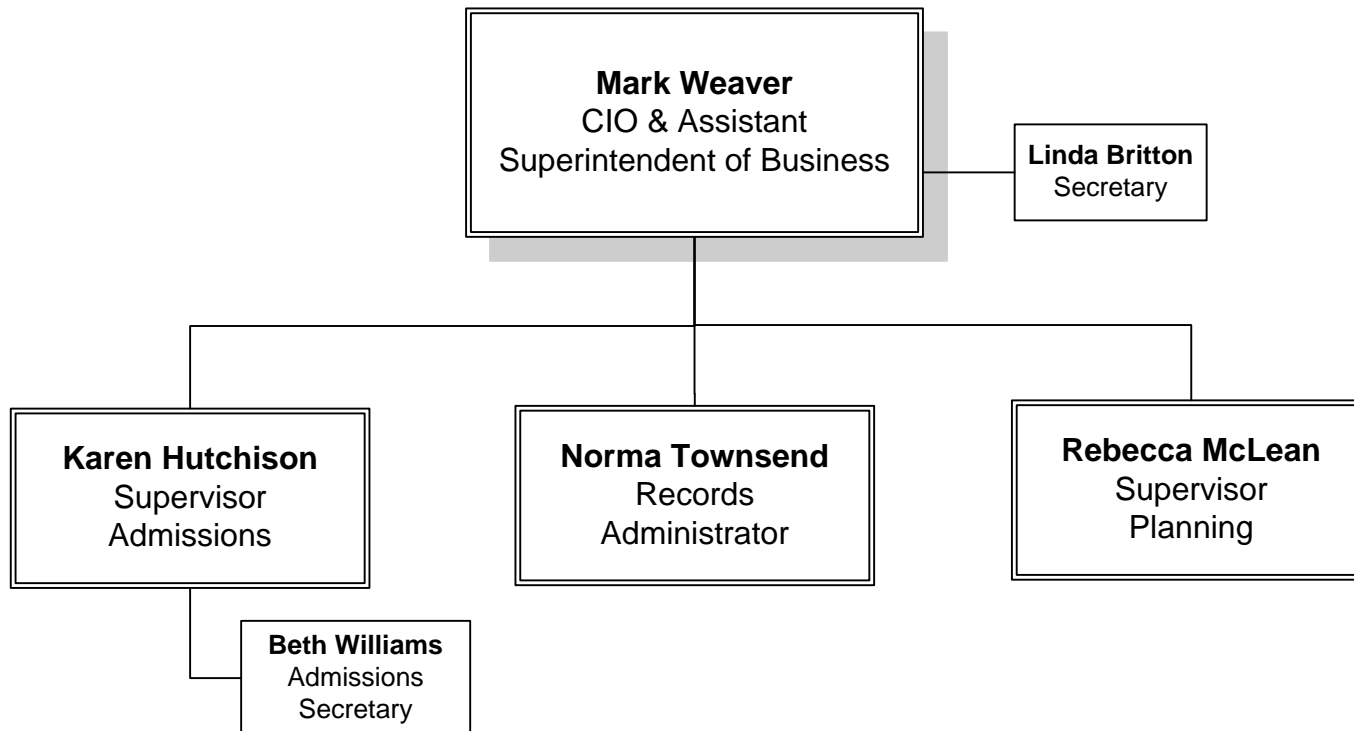 Mark Weaver
CIO & Assistant
Superintendent of Business
Linda Britton
Secretary
Karen Hutchison
Supervisor
Admissions
Norma Townsend
Records
Administrator
Rebecca McLean
Supervisor
Planning
Beth Williams
Admissions
Secretary